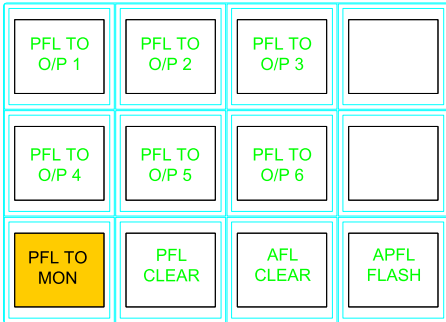 PFL TO
O/P 1
PFL TO
O/P 2
PFL TO
O/P 3
PFL TO
O/P 4
PFL TO
O/P 5
PFL TO
O/P 6
PFL TO
MON
PFL
CLEAR
AFL
CLEAR
APFL
FLASH